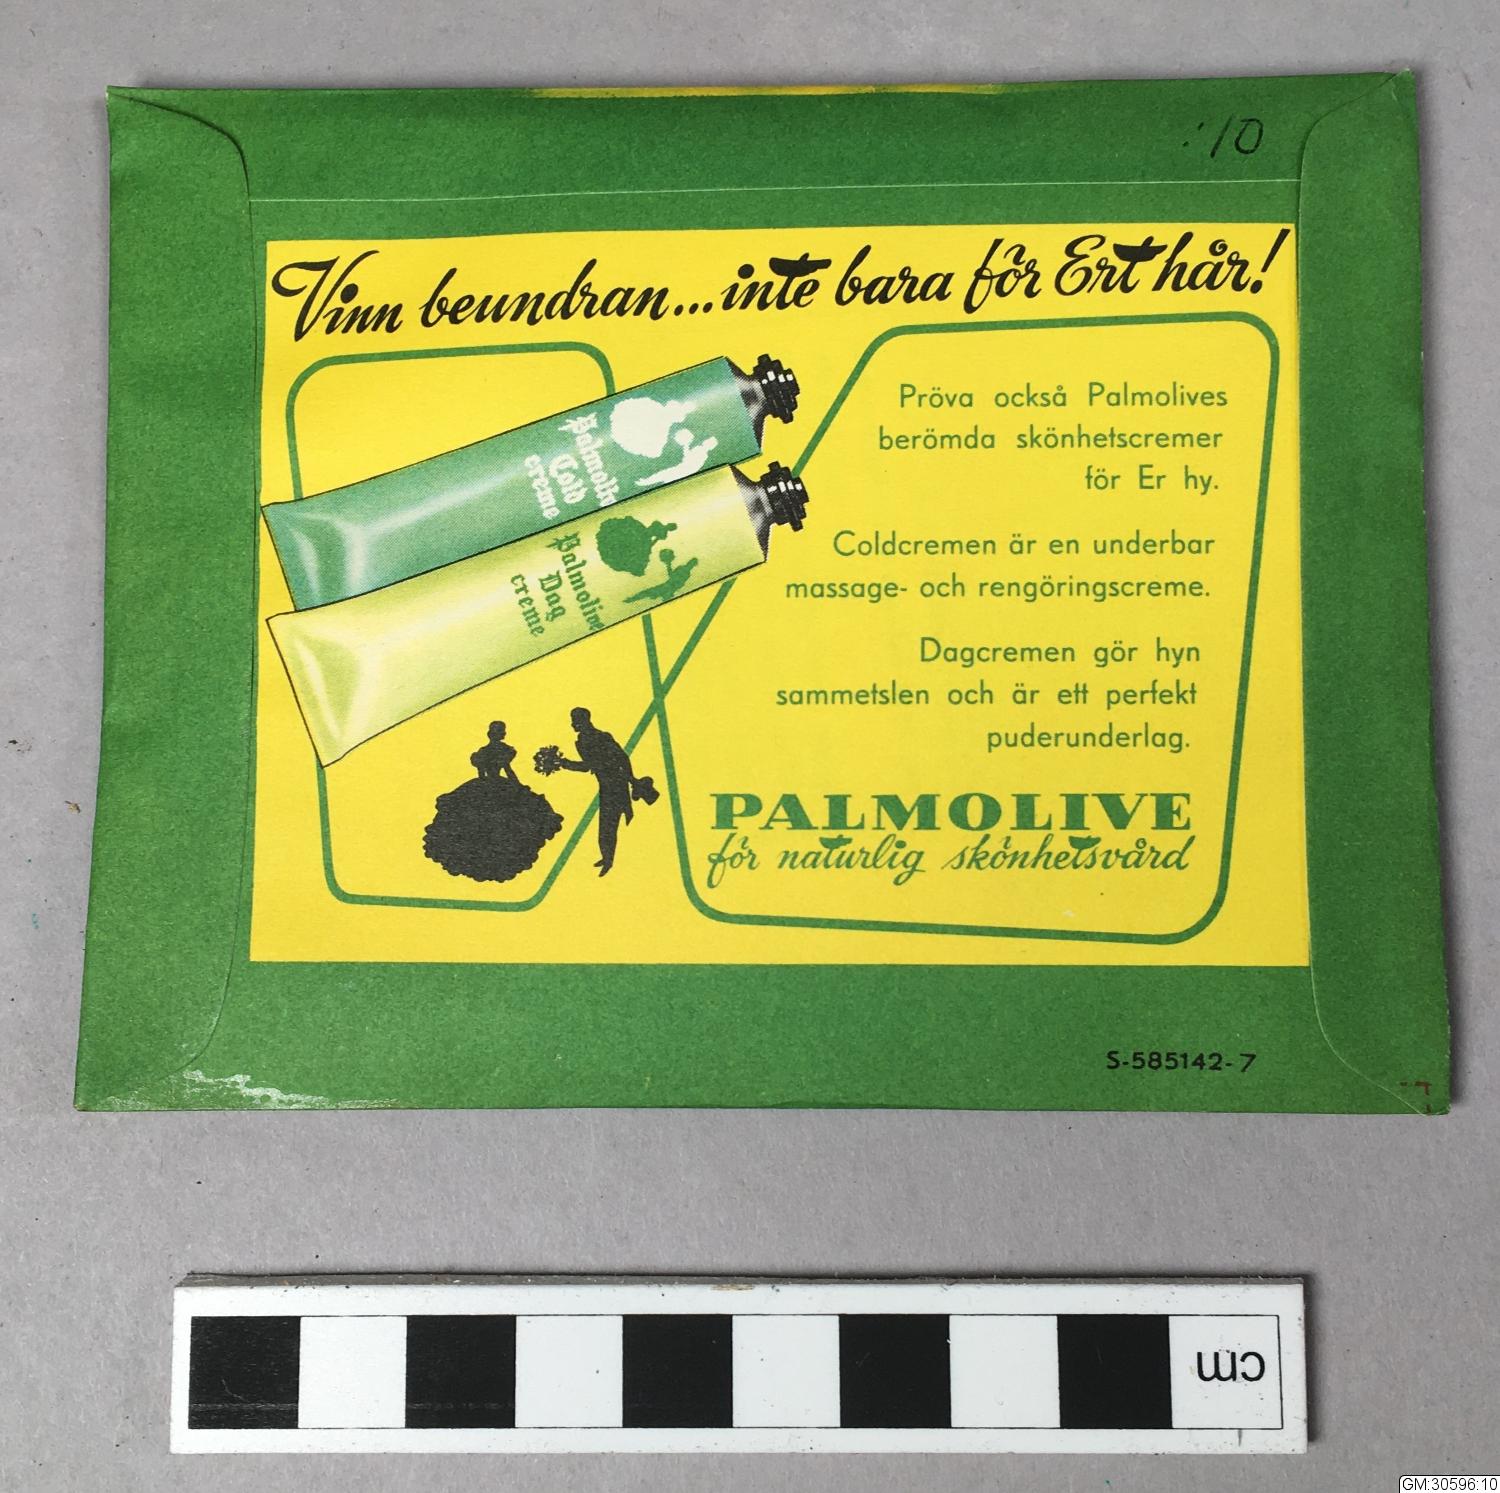 :10
Vinn beundran...inte bara för Ert hår!
Palmolive
Cold
creme
Palmolive
Dag
creme
Pröva också Palmolives
berömda skönhetscremer
för Er hy.
Coldcremen är en underbar
massage- och rengöringscreme.
Dagcremen gör hyn
sammetslen och är ett perfekt
puderunderlag.
PALMOLIVE
för naturlig skönhetsvård
S-585142-7
cm
GM:30596:10